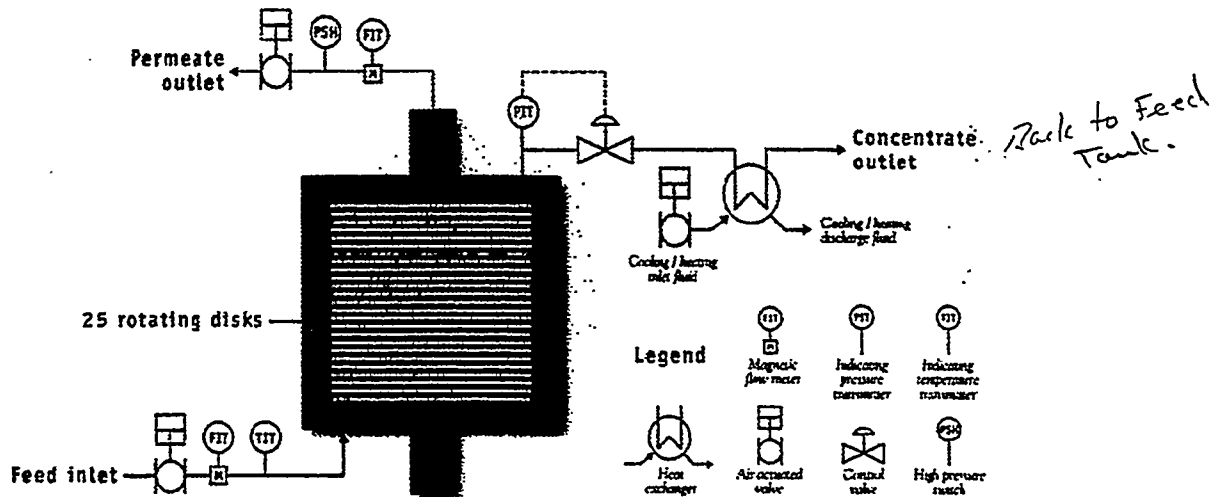 PSH
FIT
Permeate
outlet
M
PIT
Concentrate
outlet
Back to Feed
Tank.
Cooling / heating
discharge fluid
Cooling / heating
inlet fluid
25 rotating disks
Legend
FIT
M
Magnetic
flow meter
PIT
Indicating
pressure
transmitter
TIT
Indicating
temperature
transmitter
FIT
TIT
Feed inlet
M
Heat
exchanger
Air actuated
valve
Control
valve
PSH
High pressure
switch